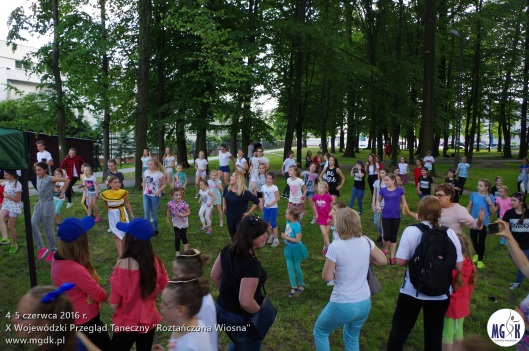 4-5 czerwca 2016 r.
X Wojewódzki Przegląd Taneczny "Roztańczona Wiosna"
www.mgdk.pl
MGDK